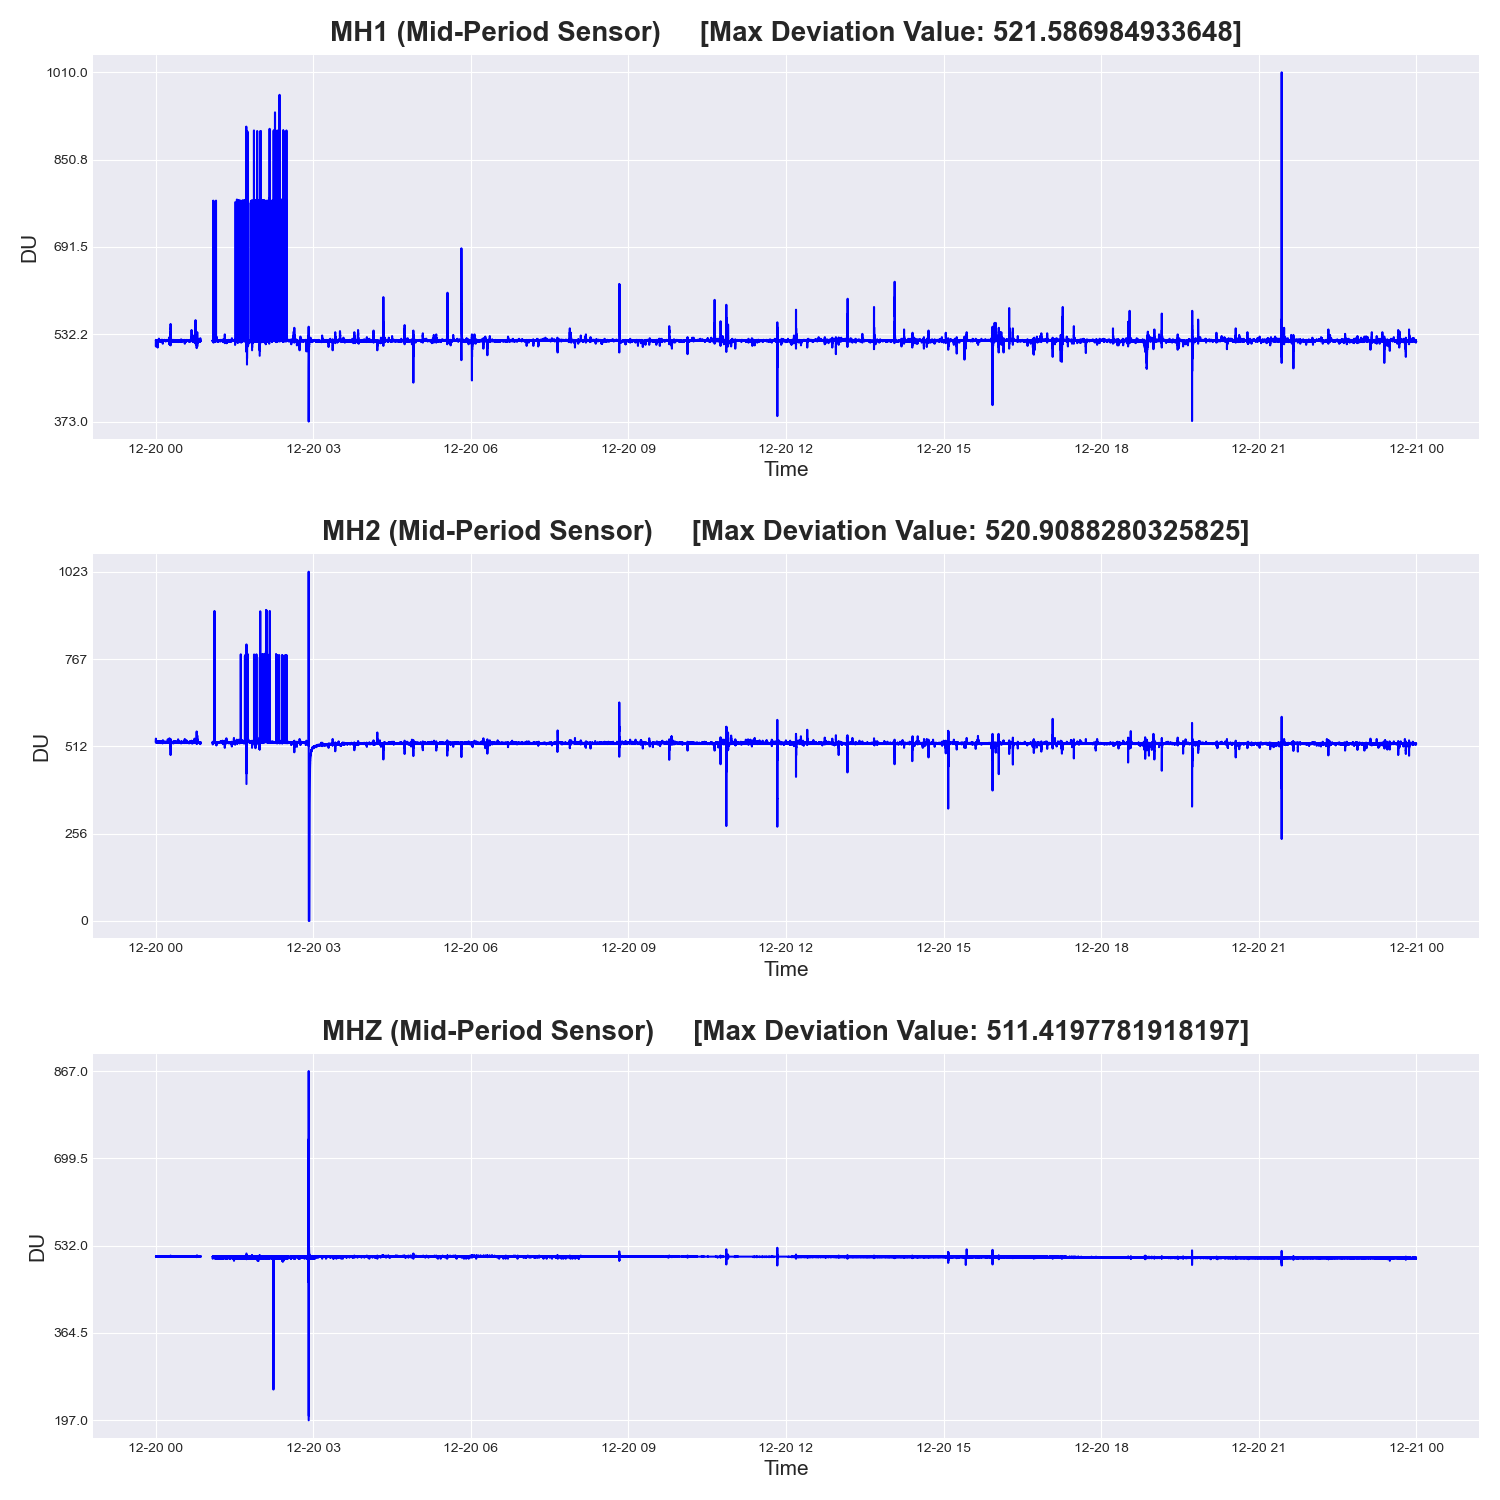 MH1 (Mid-Period Sensor) [Max Deviation Value: 521.586984933648]
1010.0
850.8
691.5
532.2
373.0
DU
12-20 00 12-20 03 12-20 06 12-20 09 12-20 12 12-20 15 12-20 18 12-20 21 12-21 00
Time
MH2 (Mid-Period Sensor) [Max Deviation Value: 520.9088280325825]
1023
767
512
256
0
DU
12-20 00 12-20 03 12-20 06 12-20 09 12-20 12 12-20 15 12-20 18 12-20 21 12-21 00
Time
MHZ (Mid-Period Sensor) [Max Deviation Value: 511.4197781918197]
867.0
699.5
532.0
364.5
197.0
DU
12-20 00 12-20 03 12-20 06 12-20 09 12-20 12 12-20 15 12-20 18 12-20 21 12-21 00
Time